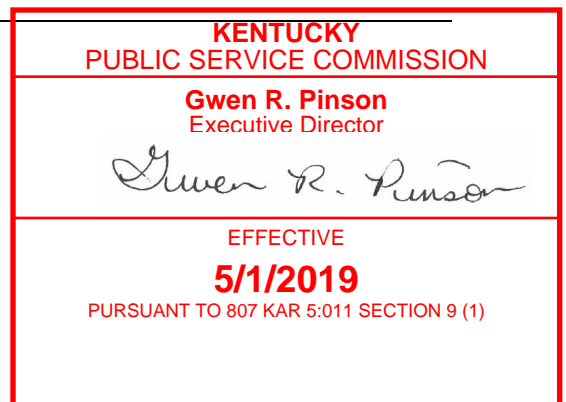 KENTUCKY
PUBLIC SERVICE COMMISSION
Gwen R. Pinson
Executive Director
Gwen R. Pinson
EFFECTIVE
5/1/2019
PURSUANT TO 807 KAR 5:011 SECTION 9 (1)